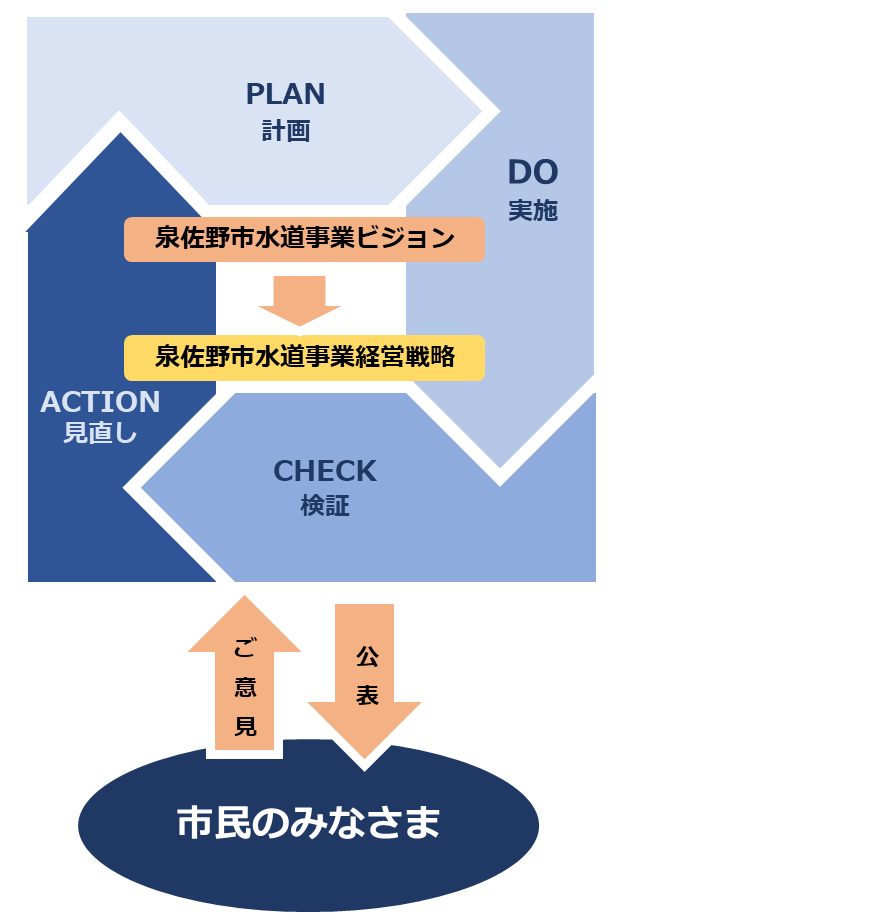 PLAN
計画
DO
実施
泉佐野市水道事業ビジョン
泉佐野市水道事業経営戦略
ACTION
見直し
CHECK
検証
ご意見
公表
市民のみなさま